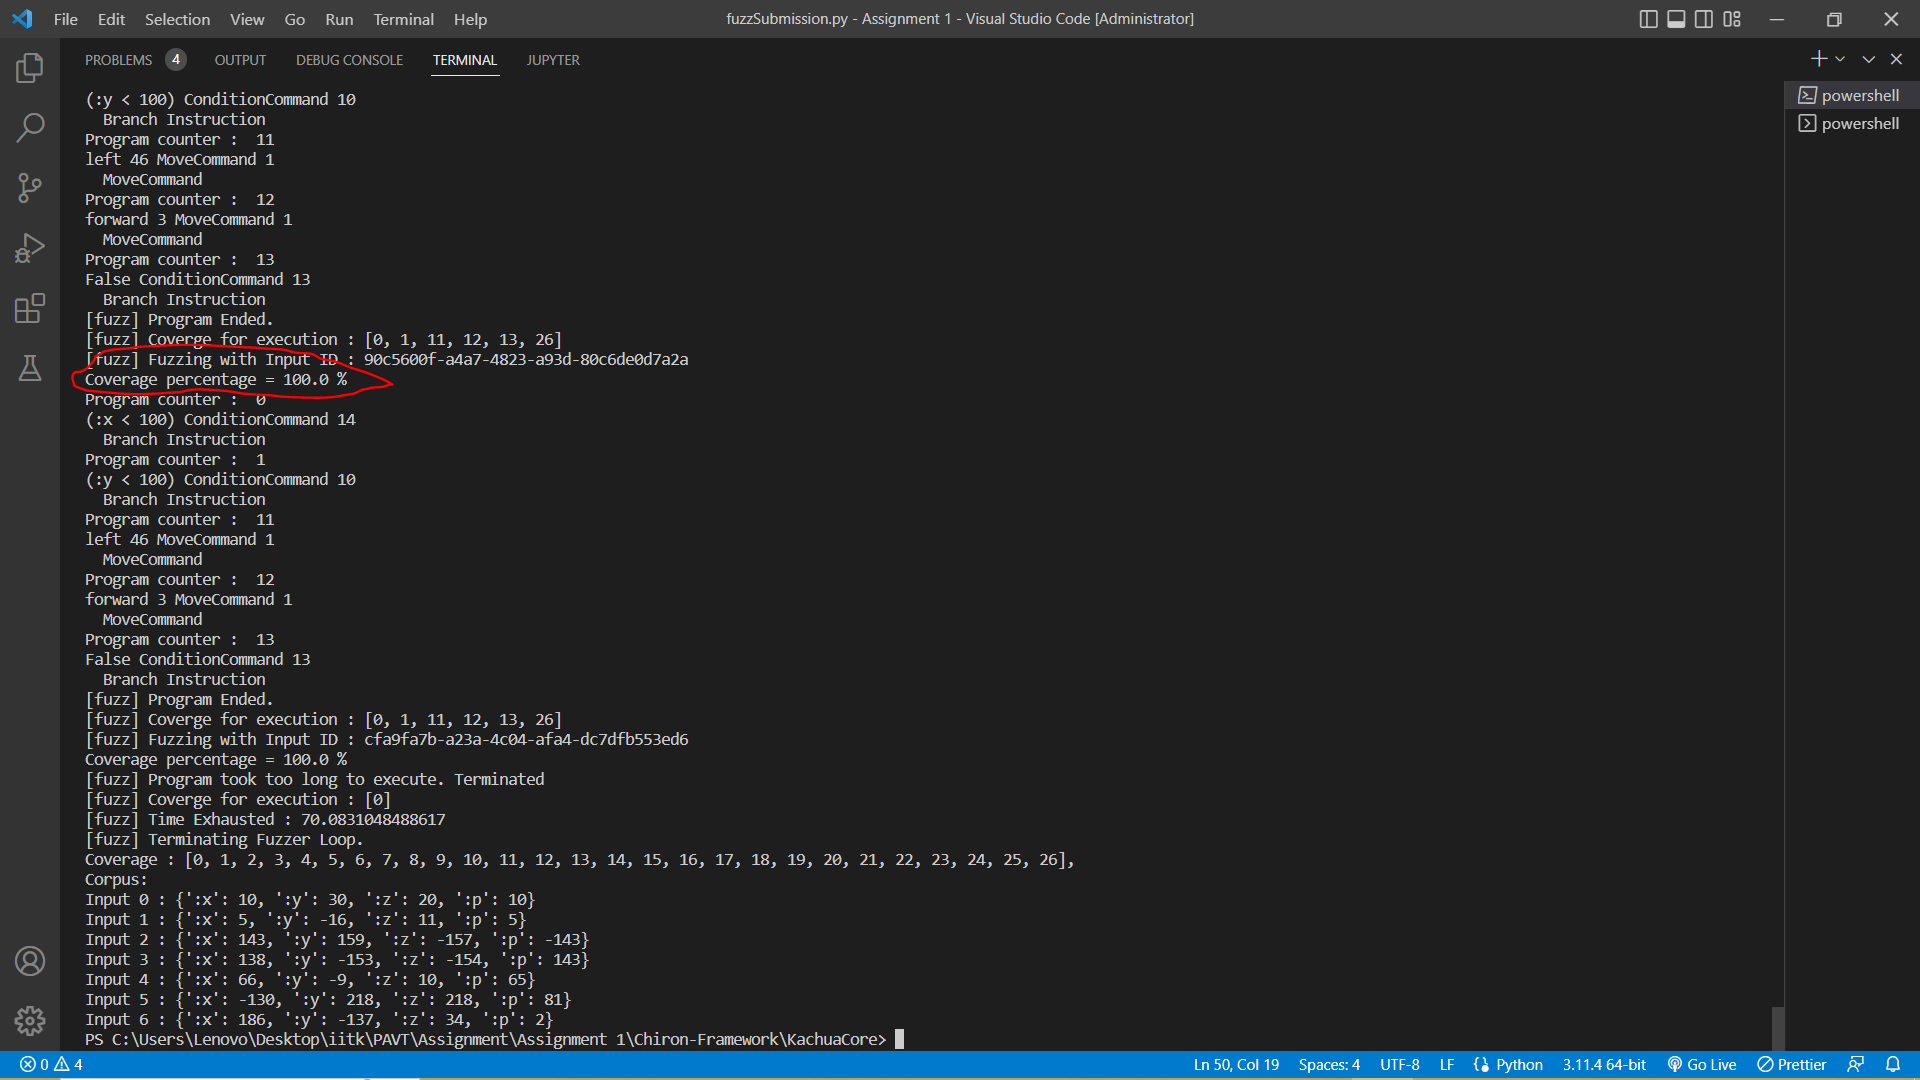 File Edit Selection View Go Run Terminal Help
fuzzSubmission.py - Assignment 1 - Visual Studio Code [Administrator]
PROBLEMS 4 OUTPUT DEBUG CONSOLE TERMINAL JUPYTER
(:y < 100) ConditionCommand 10
Branch Instruction
Program counter : 11
left 46 MoveCommand 1
MoveCommand
Program counter : 12
forward 3 MoveCommand 1
MoveCommand
Program counter : 13
False ConditionCommand 13
Branch Instruction
[fuzz] Program Ended.
[fuzz] Coverge for execution : [0, 1, 11, 12, 13, 26]
[fuzz] Fuzzing with Input ID : 90c5600f-a4a7-4823-a93d-80c6de0d7a2a
Coverage percentage = 100.0 %
Program counter : 0
(:x < 100) ConditionCommand 14
Branch Instruction
Program counter : 1
(:y < 100) ConditionCommand 10
Branch Instruction
Program counter : 11
left 46 MoveCommand 1
MoveCommand
Program counter : 12
forward 3 MoveCommand 1
MoveCommand
Program counter : 13
False ConditionCommand 13
Branch Instruction
[fuzz] Program Ended.
[fuzz] Coverge for execution : [0, 1, 11, 12, 13, 26]
[fuzz] Fuzzing with Input ID : cfa9fa7b-a23a-4c04-afa4-dc7dfb553ed6
Coverage percentage = 100.0 %
[fuzz] Program took too long to execute. Terminated
[fuzz] Coverge for execution : [0]
[fuzz] Time Exhausted : 70.0831048488617
[fuzz] Terminating Fuzzer Loop.
Coverage : [0, 1, 2, 3, 4, 5, 6, 7, 8, 9, 10, 11, 12, 13, 14, 15, 16, 17, 18, 19, 20, 21, 22, 23, 24, 25, 26],
Corpus:
Input 0 : {':x': 10, ':y': 30, ':z': 20, ':p': 10}
Input 1 : {':x': 5, ':y': -16, ':z': 11, ':p': 5}
Input 2 : {':x': 143, ':y': 159, ':z': -157, ':p': -143}
Input 3 : {':x': 138, ':y': -153, ':z': -154, ':p': 143}
Input 4 : {':x': 66, ':y': -9, ':z': 10, ':p': 65}
Input 5 : {':x': -130, ':y': 218, ':z': 218, ':p': 81}
Input 6 : {':x': 186, ':y': -137, ':z': 34, ':p': 2}
PS C:\Users\Lenovo\Desktop\iitk\PAVT\Assignment\Assignment 1\Chiron-Framework\KachuaCore>
powershell
powershell
0 4
Ln 50, Col 19 Spaces: 4 UTF-8 LF Python 3.11.4 64-bit Go Live Prettier